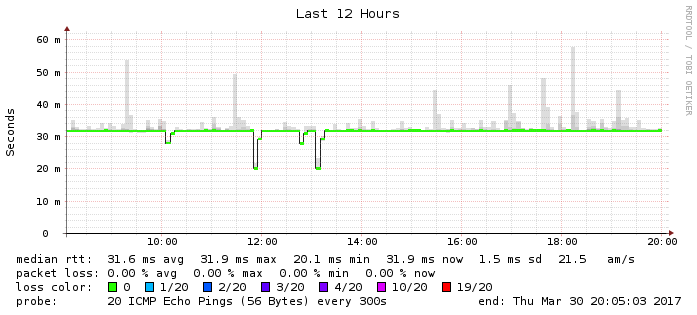 Last 12 Hours
RRDTOOL / TOBI OETIKER
Seconds
60 m
50 m
40 m
30 m
20 m
10 m
0
10:00 12:00 14:00 16:00 18:00 20:00
median rtt: 31.6 ms avg 31.9 ms max 20.1 ms min 31.9 ms now 1.5 ms sd 21.5 am/s
packet loss: 0.00 % avg 0.00 % max 0.00 % min 0.00 % now
loss color: 0 1/20 2/20 3/20 4/20 10/20 19/20
probe: 20 ICMP Echo Pings (56 Bytes) every 300s end: Thu Mar 30 20:05:03 2017